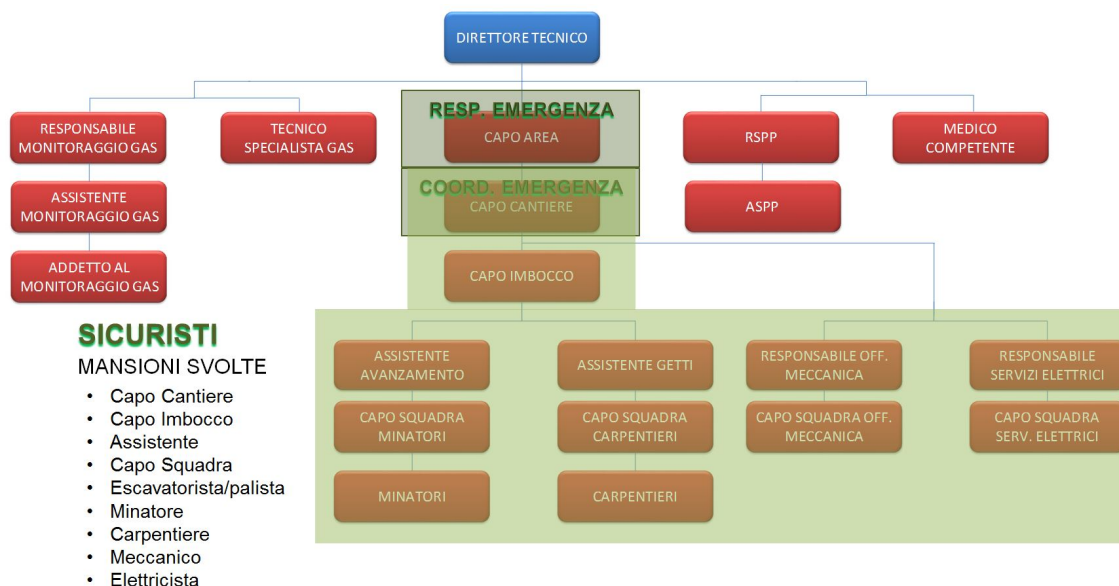 DIRETTORE TECNICO
RESP. EMERGENZA
RESPONSABILE
MONITORAGGIO GAS
TECNICO
SPECIALISTA GAS
CAPO AREA
RSPP
MEDICO
COMPETENTE
ASSISTENTE
MONITORAGGIO GAS
COORD. EMERGENZA
CAPO CANTIERE
ASPP
ADDETTO AL
MONITORAGGIO GAS
CAPO IMBOCCO
SICURISTI
MANSIONI SVOLTE
• Capo Cantiere
• Capo Imbocco
• Assistente
• Capo Squadra
• Escavatorista/palista
• Minatore
• Carpentiere
• Meccanico
• Elettricista
ASSISTENTE
AVANZAMENTO
ASSISTENTE GETTI
RESPONSABILE OFF.
MECCANICA
RESPONSABILE
SERVIZI ELETTRICI
CAPO SQUADRA
MINATORI
CAPO SQUADRA
CARPENTIERI
CAPO SQUADRA OFF.
MECCANICA
CAPO SQUADRA
SERV. ELETTRICI
MINATORI
CARPENTIERI